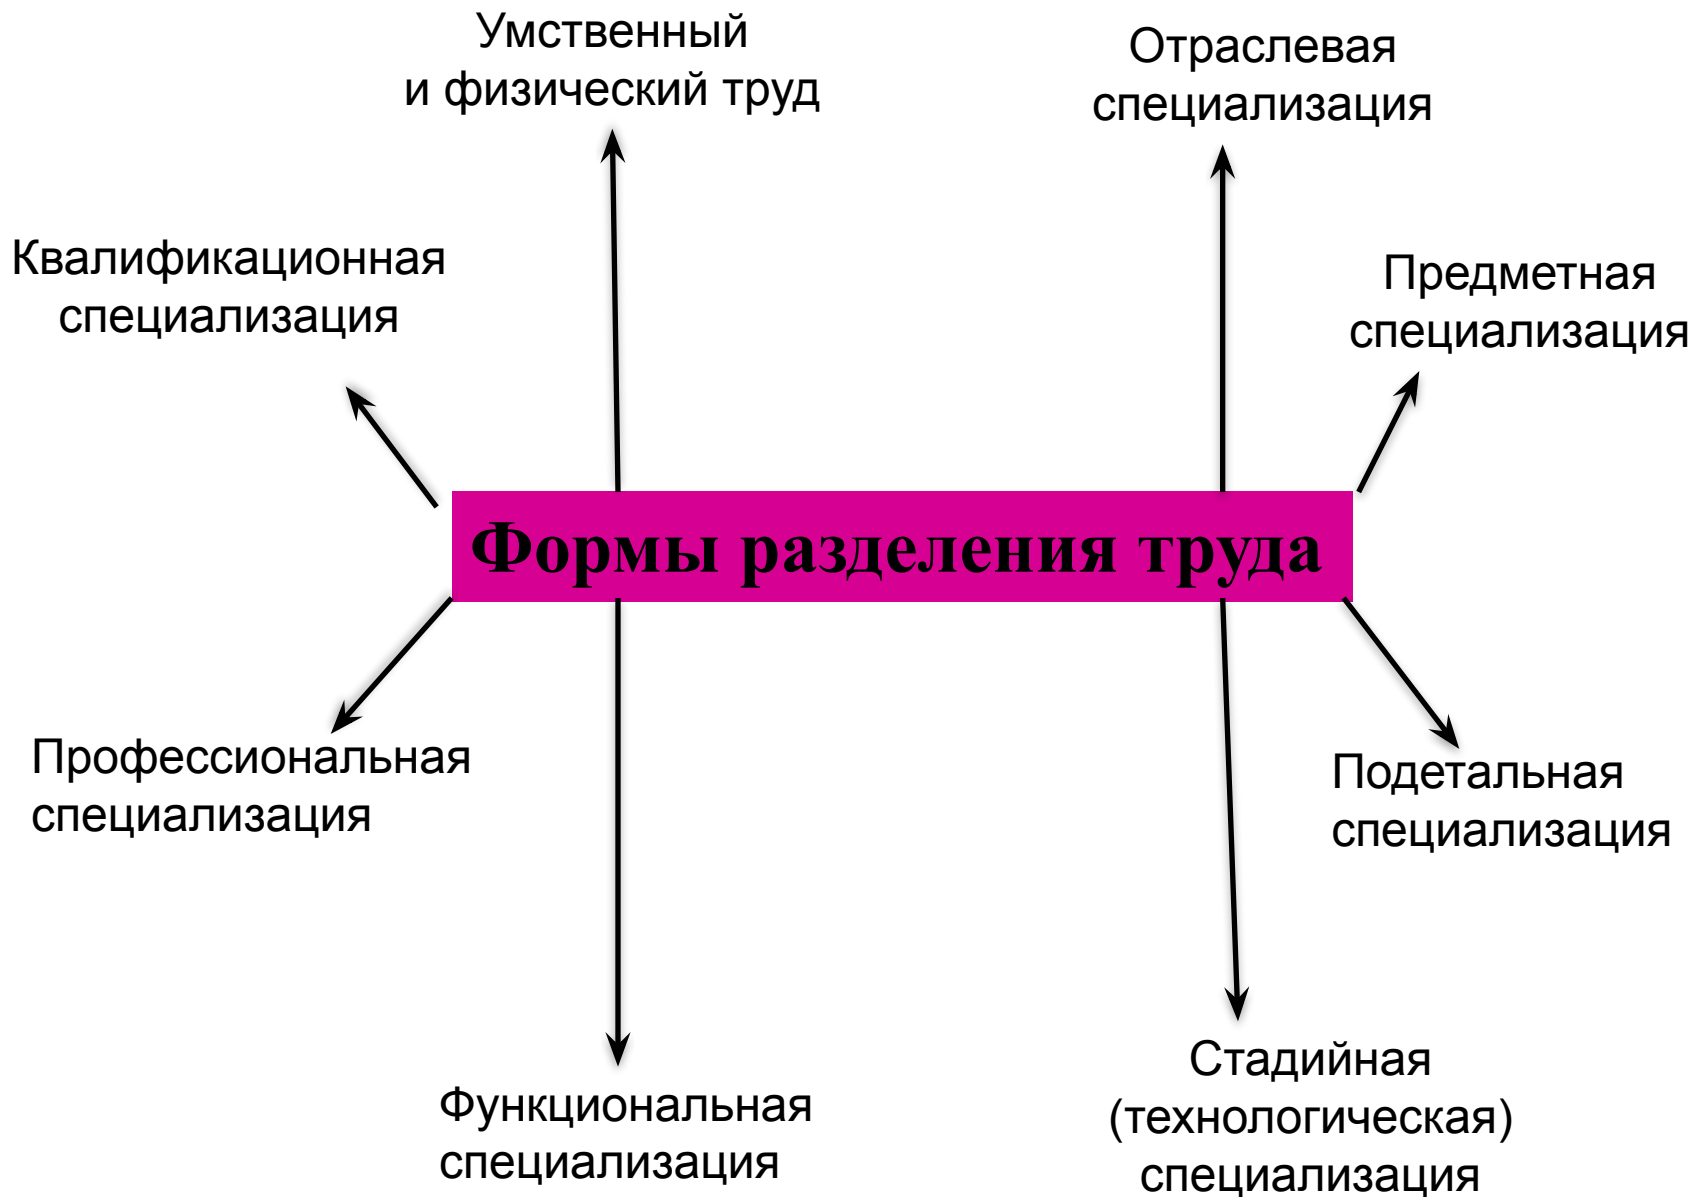 Умственный
и физический труд
Отраслевая
специализация
Квалификационная
специализация
Предметная
специализация
Формы разделения труда
Профессиональная
специализация
Подетальная
специализация
Функциональная
специализация
Стадийная
(технологическая)
специализация